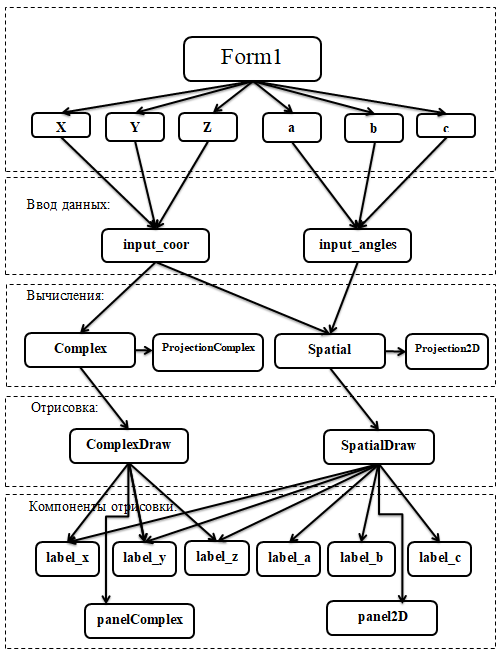 Form1
X Y Z a b c
Ввод данных:
input_coor input_angles
Вычисления:
Complex ProjectionComplex Spatial Projection2D
Отрисовка:
ComplexDraw SpatialDraw
Компоненты отрисовки:
label_x label_y label_z label_a label_b label_c
panelComplex panel2D